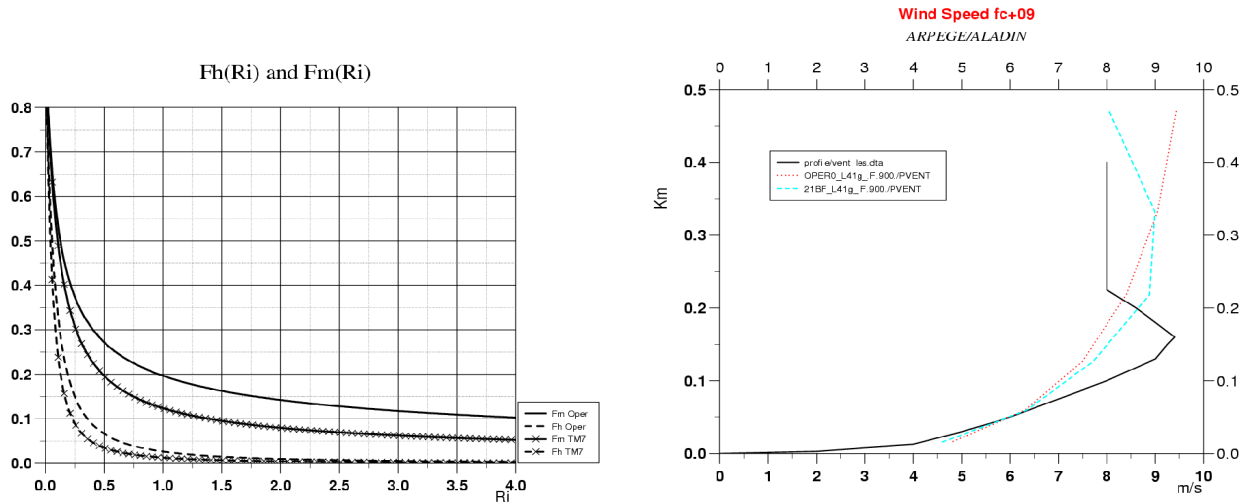 Fh(Ri) and Fm(Ri)
0.8
0.7
0.6
0.5
0.4
0.3
0.2
0.1
0.0
0.0 0.5 1.0 1.5 2.0 2.5 3.0 3.5 4.0
Ri
Fm Oper
Fh Oper
Fm TM7
Fh TM7
Wind Speed fc+09
ARPEGE/ALADIN
0 1 2 3 4 5 6 7 8 9 10
0.5 0.5
0.4 0.4
0.3 0.3
0.2 0.2
0.1 0.1
0.0 0.0
Km
profile/vent les.dta
OPER0_L41g_.F.900./PVENT
21BF_L41g_.F.900./PVENT
0 1 2 3 4 5 6 7 8 9 10
m/s